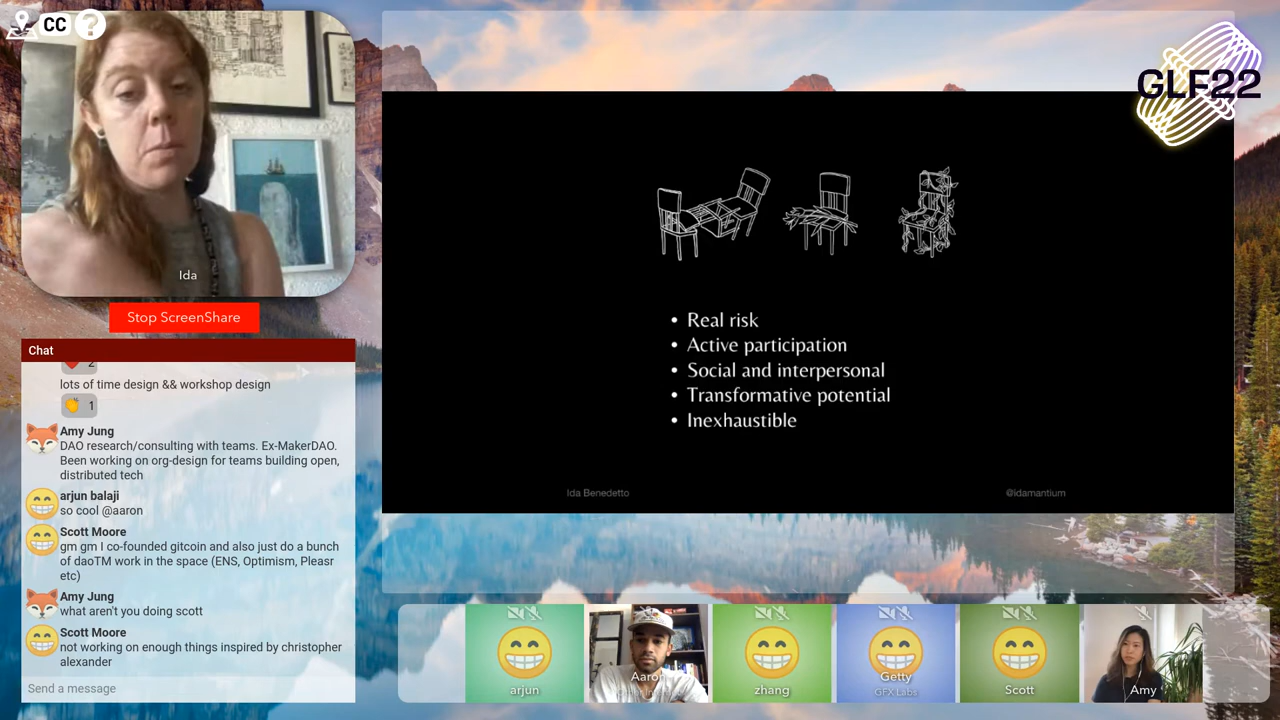 CC
?
Ida
Stop ScreenShare
Chat
2
lots of time design && workshop design
1
Amy Jung
DAO research/consulting with teams. Ex-MakerDAO.
Been working on org-design for teams building open,
distributed tech
arjun balaji
so cool @aaron
Scott Moore
gm gm I co-founded gitcoin and also just do a bunch
of daoTM work in the space (ENS, Optimism, Pleasr
etc)
Amy Jung
what aren't you doing scott
Scott Moore
not working on enough things inspired by christopher
alexander
Send a message
GLF22
• Real risk
• Active participation
• Social and interpersonal
• Transformative potential
• Inexhaustible
Ida Benedetto
@idamantium
arjun
Aaron
zhang
Getty
GFX Labs
Scott
Amy